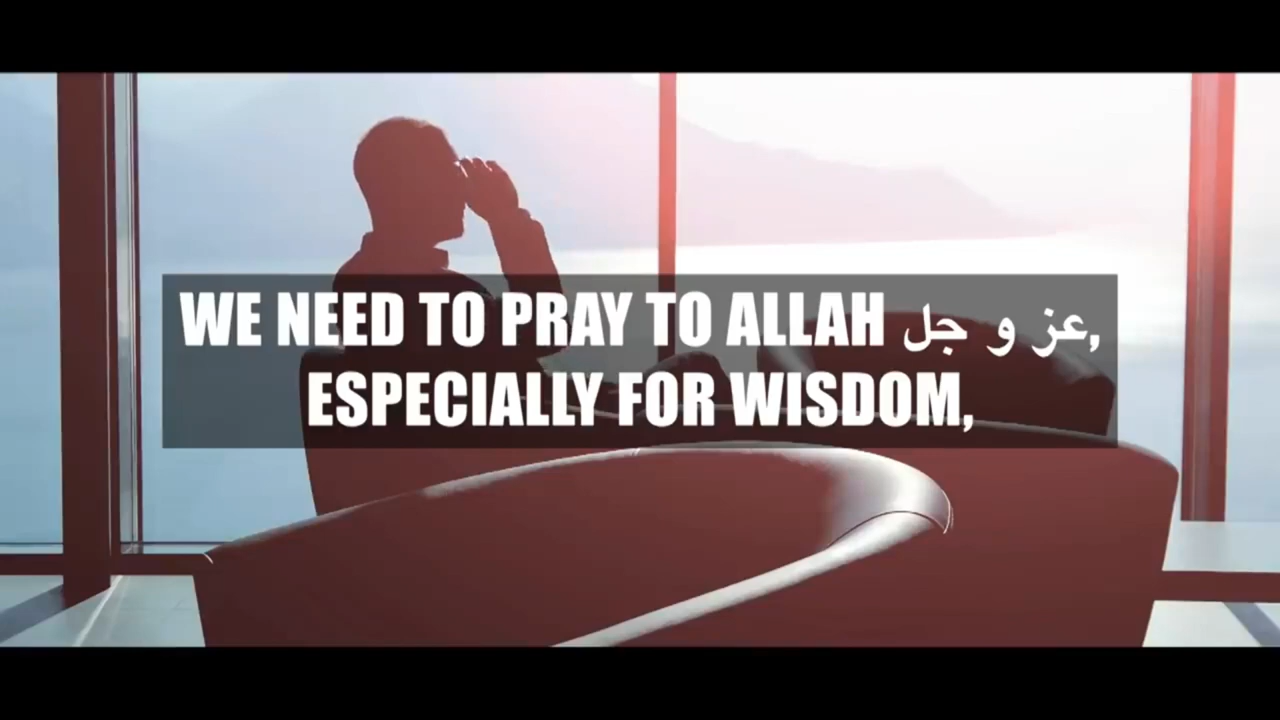 WE NEED TO PRAY TO ALLAH عز و جل,
ESPECIALLY FOR WISDOM,